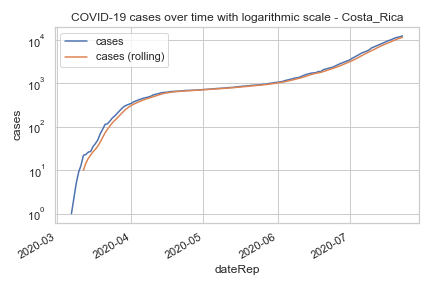 COVID-19 cases over time with logarithmic scale - Costa_Rica
cases
cases (rolling)
10^4
10^3
10^2
10^1
10^0
cases
2020-03
2020-04
2020-05
2020-06
2020-07
dateRep